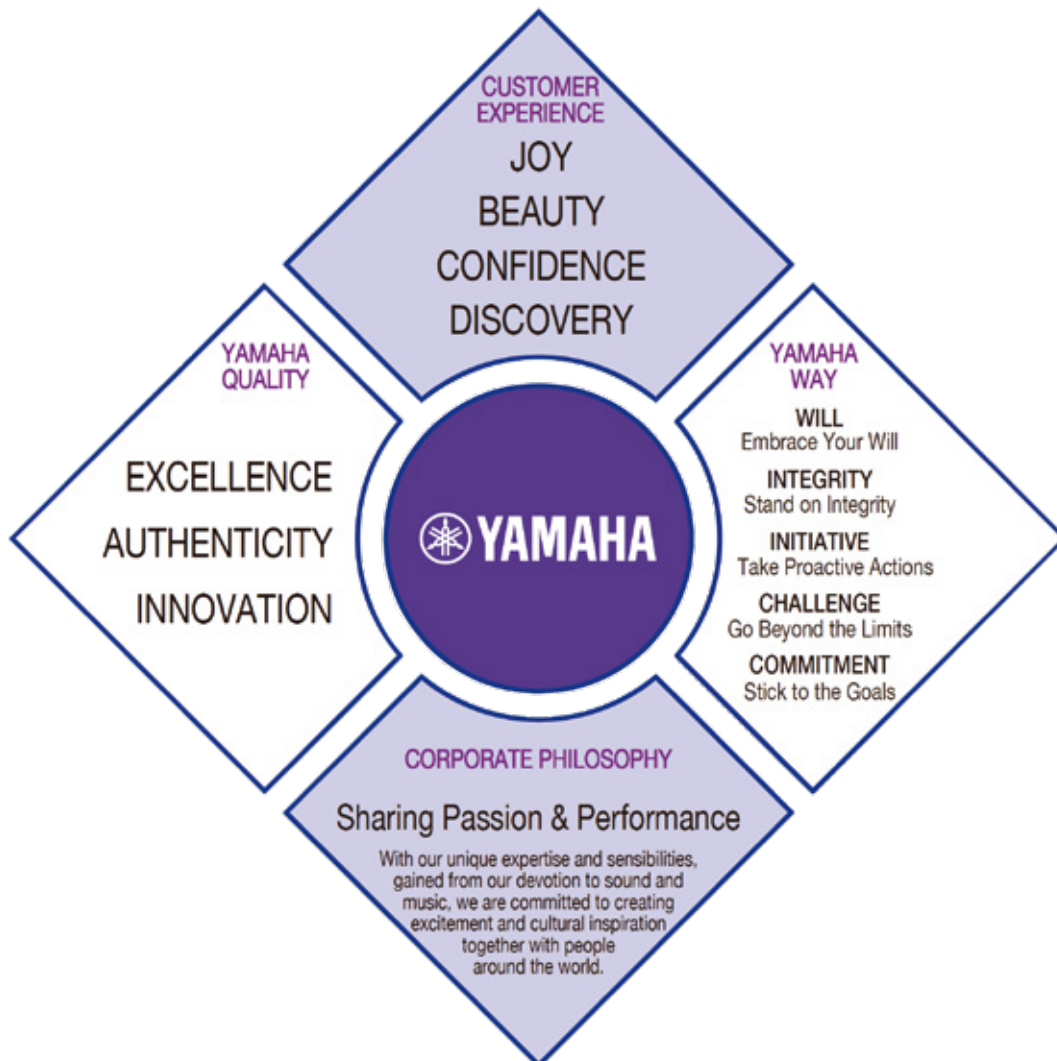 CUSTOMER
EXPERIENCE
JOY
BEAUTY
CONFIDENCE
DISCOVERY
YAMAHA
QUALITY
EXCELLENCE
AUTHENTICITY
INNOVATION
YAMAHA
YAMAHA
WAY
WILL
Embrace Your Will
INTEGRITY
Stand on Integrity
INITIATIVE
Take Proactive Actions
CHALLENGE
Go Beyond the Limits
COMMITMENT
Stick to the Goals
CORPORATE PHILOSOPHY
Sharing Passion & Performance
With our unique expertise and sensibilities,
gained from our devotion to sound and
music, we are committed to creating
excitement and cultural inspiration
together with people
around the world.